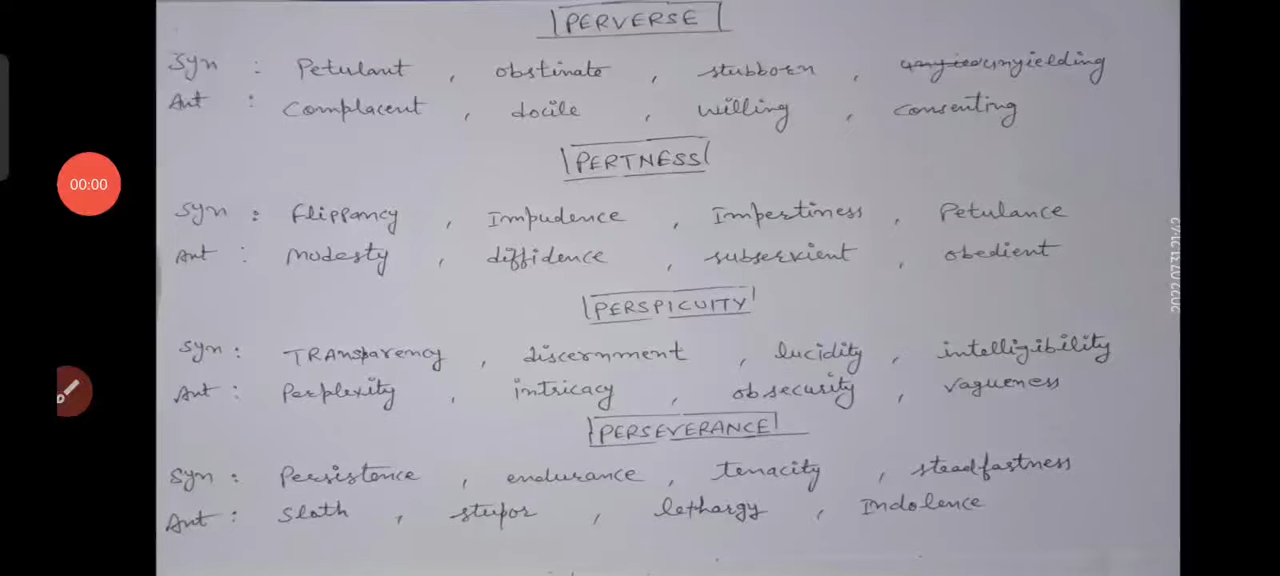 PERVERSE
Syn : Petulant , obstinate , stubborn , unyielding
Ant : Complacent , docile , willing , consenting
PERTNESS
Syn : Flippancy , Impudence , Impertiness , Petulance
Ant : Modesty , diffidence , subservient , obedient
PERSPICUITY
Syn : TRAnsparency , discernment , lucidity , intelligibility
Ant : Perplexity , intricacy , obsecurity , vagueness
PERSEVERANCE
Syn : Persistence , endurance , tenacity , steadfastness
Ant : Sloth , stupor , lethargy , Indolence
00:00